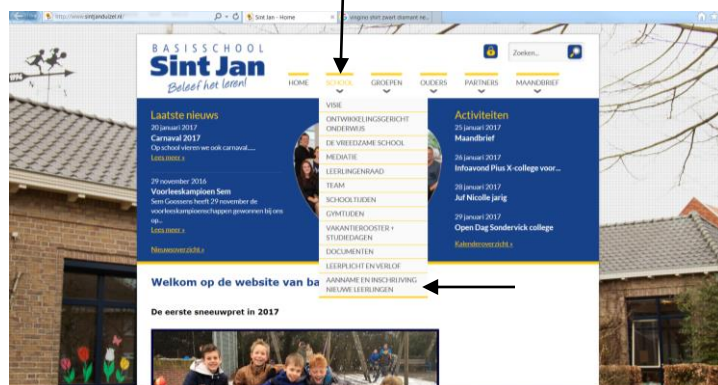 http://www.sintjanduizel.nl/
Sint Jan - Home
BASISSCHOOL
Sint Jan
Beleef het leren!
Zoeken...
HOME
SCHOOL
GROEPEN
OUDERS
PARTNERS
MAANDBRIEF
Laatste nieuws
20 januari 2017
Carnaval 2017
Op school vieren we ook carnaval.....
Lees meer »
29 november 2016
Voorleeskampioen Sem
Sem Goossens heeft 29 november de
voorleeskampioenschappen gewonnen bij ons
op...
Lees meer »
Nieuwsoverzicht »
VISIE
ONTWIKKELINGSGERICHT
ONDERWIJS
DE VREEDZAME SCHOOL
MEDIATIE
LEERLINGENRAAD
TEAM
SCHOOLTIJDEN
GYMTIJDEN
VAKANTIEROOSTER +
STUDIEDAGEN
DOCUMENTEN
LEERPLICHT EN VERLOF
AANNAME EN INSCHRIJVING
NIEUWE LEERLINGEN
Activiteiten
25 januari 2017
Maandbrief
26 januari 2017
Infoavond Pius X-college voor...
28 januari 2017
Juf Nicolle jarig
29 januari 2017
Open Dag Sondervick college
Kalenderoverzicht »
Welkom op de website van ba
De eerste sneeuwpret in 2017